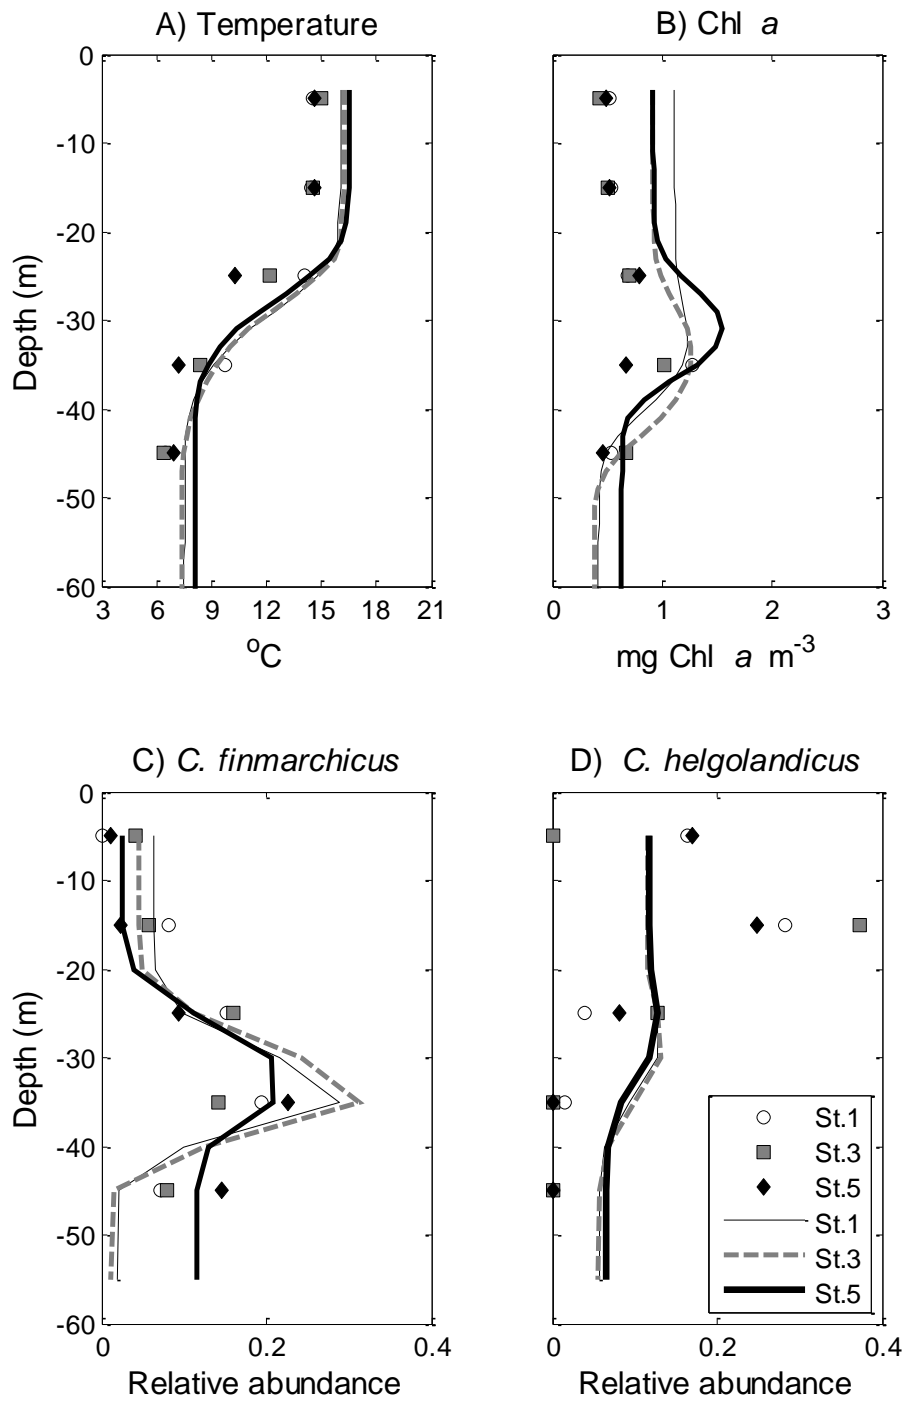 A) Temperature
B) Chl a
0
-10
-20
-30
-40
-50
-60
Depth (m)
3 6 9 12 15 18 21
0 1 2 3
°C
mg Chl a m-3
C) C. finmarchicus
D) C. helgolandicus
0
-10
-20
-30
-40
-50
-60
Depth (m)
St.1
St.3
St.5
St.1
St.3
St.5
0 0.2 0.4
0 0.2 0.4
Relative abundance
Relative abundance